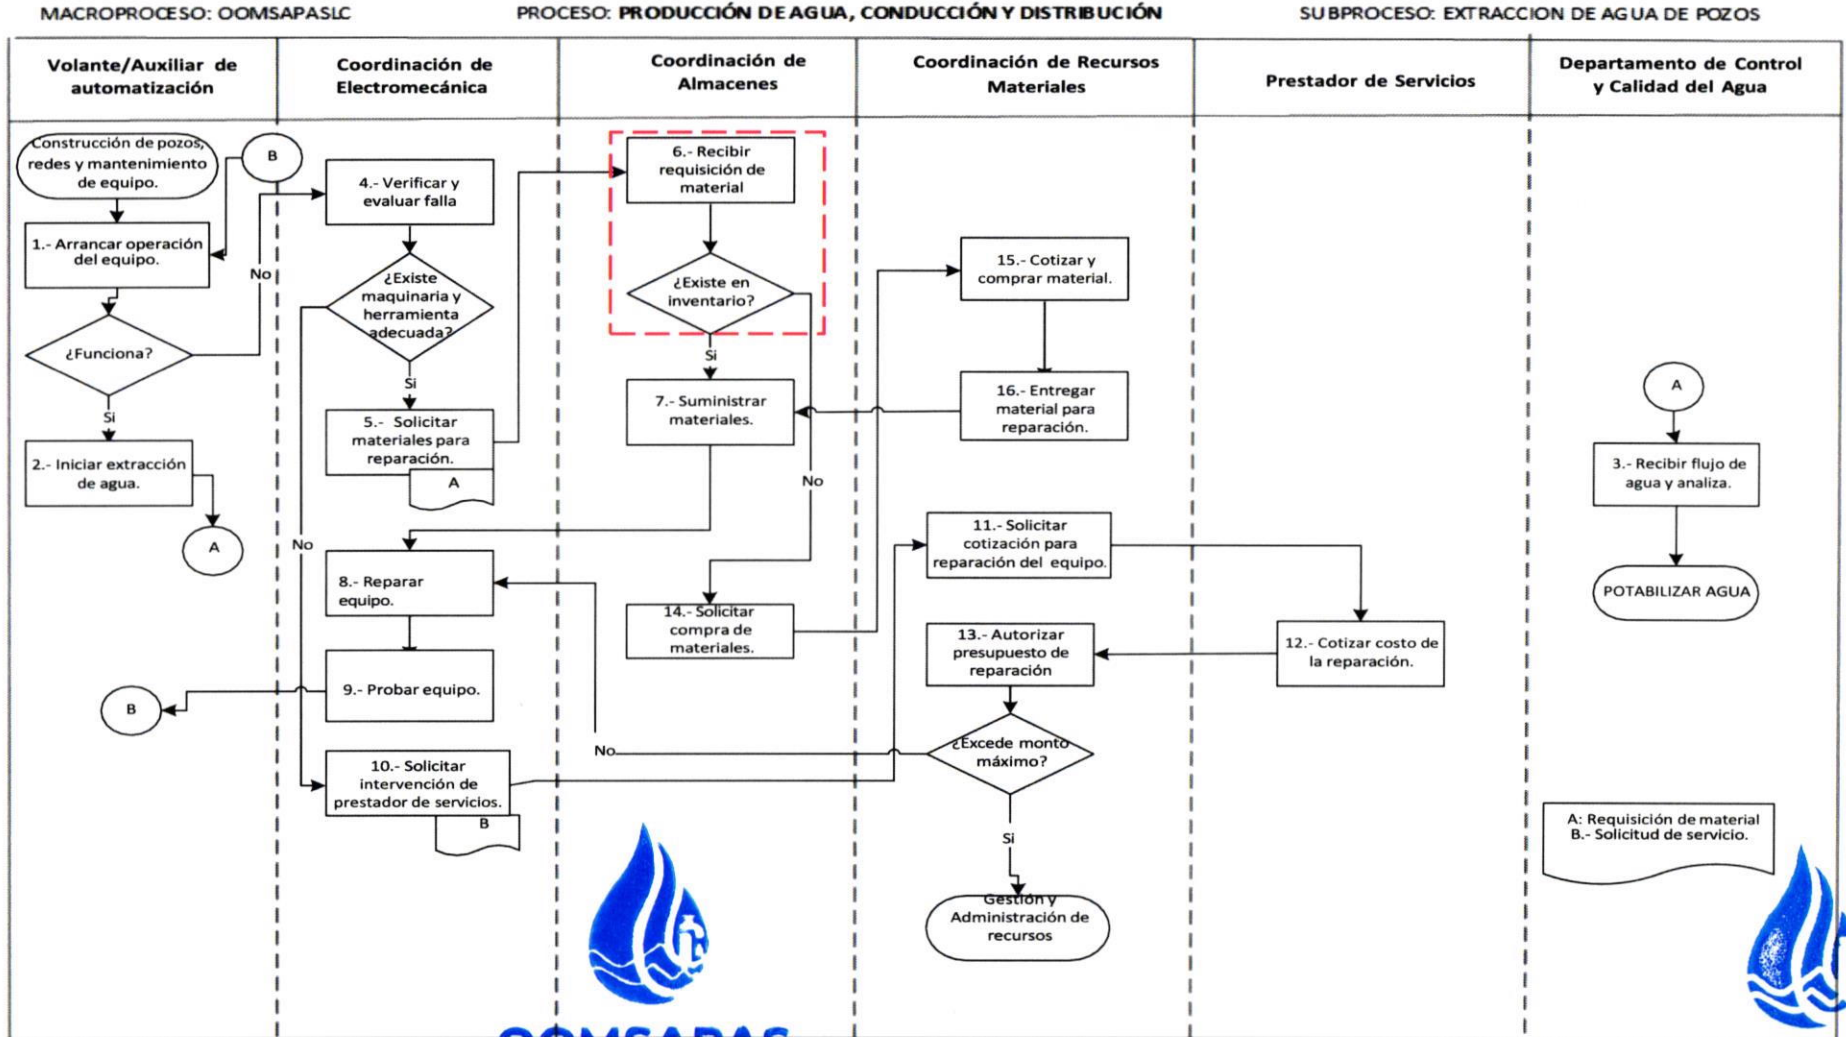 MACROPROCESO: OOMSAPASLC
PROCESO: PRODUCCIÓN DE AGUA, CONDUCCIÓN Y DISTRIBUCIÓN
SUBPROCESO: EXTRACCION DE AGUA DE POZOS
Volante/Auxiliar de
automatización
Coordinación de
Electromecánica
Coordinación de
Almacenes
Coordinación de Recursos
Materiales
Prestador de Servicios
Departamento de Control
y Calidad del Agua
Construcción de pozos,
redes y mantenimiento
de equipo.
B
1.- Arrancar operación
del equipo.
No
¿Funciona?
Si
2.- Iniciar extracción
de agua.
A
B
4.- Verificar y
evaluar falla
¿Existe
maquinaria y
herramienta
adecuada?
Si
5.- Solicitar
materiales para
reparación.
A
No
8.- Reparar
equipo.
9.- Probar equipo.
10.- Solicitar
intervención de
prestador de servicios.
B
6.- Recibir
requisición de
material
¿Existe en
inventario?
Si
7.- Suministrar
materiales.
No
14.- Solicitar
compra de
materiales.
No
15.- Cotizar y
comprar material.
16.- Entregar
material para
reparación.
11.- Solicitar
cotización para
reparación del equipo.
13.- Autorizar
presupuesto de
reparación
¿Excede monto
máximo?
Si
Gestión y
Administración de
recursos
12.- Cotizar costo de
la reparación.
A
3.- Recibir flujo de
agua y analiza.
POTABILIZAR AGUA
A: Requisición de material
B.- Solicitud de servicio.
OOMSAPAS